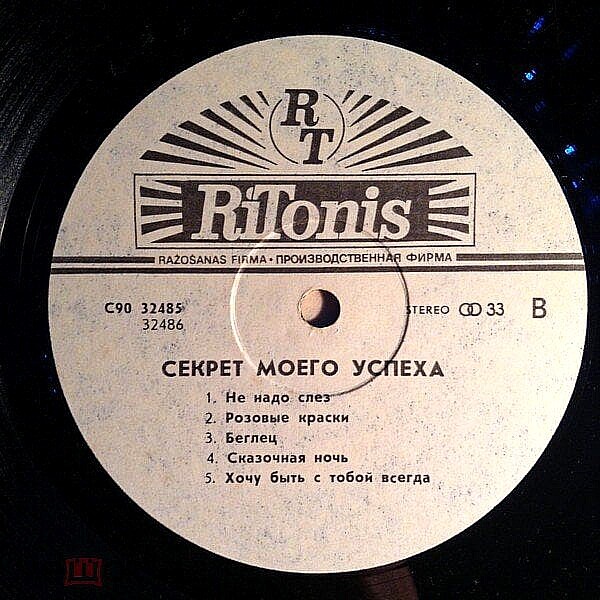 RT
RiTonis
RAŽOŠANAS FIRMA • ПРОИЗВОДСТВЕННАЯ ФИРМА
С90 32485
32486
STEREO 33 B
СЕКРЕТ МОЕГО УСПЕХА
1. Не надо слез
2. Розовые краски
3. Беглец
4. Сказочная ночь
5. Хочу быть с тобой всегда